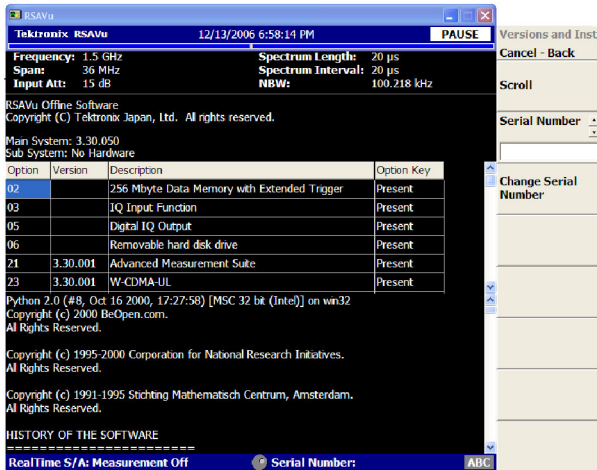 RSAVu
Tektronix RSAVu 12/13/2006 6:58:14 PM PAUSE
Frequency: 1.5 GHz Spectrum Length: 20 µs
Span: 36 MHz Spectrum Interval: 20 µs
Input Att: 15 dB NBW: 100.218 kHz
RSAVu Offline Software
Copyright (C) Tektronix Japan, Ltd. All rights reserved.
Main System: 3.30.050
Sub System: No Hardware
Option Version Description Option Key
02 256 Mbyte Data Memory with Extended Trigger Present
03 IQ Input Function Present
05 Digital IQ Output Present
06 Removable hard disk drive Present
21 3.30.001 Advanced Measurement Suite Present
23 3.30.001 W-CDMA-UL Present
Python 2.0 (#8, Oct 16 2000, 17:27:58) [MSC 32 bit (Intel)] on win32
Copyright (c) 2000 BeOpen.com.
All Rights Reserved.
Copyright (c) 1995-2000 Corporation for National Research Initiatives.
All Rights Reserved.
Copyright (c) 1991-1995 Stichting Mathematisch Centrum, Amsterdam.
All Rights Reserved.
HISTORY OF THE SOFTWARE
=======================
RealTime S/A: Measurement Off Serial Number: ABC
Versions and Inst
Cancel - Back
Scroll
Serial Number
Change Serial
Number